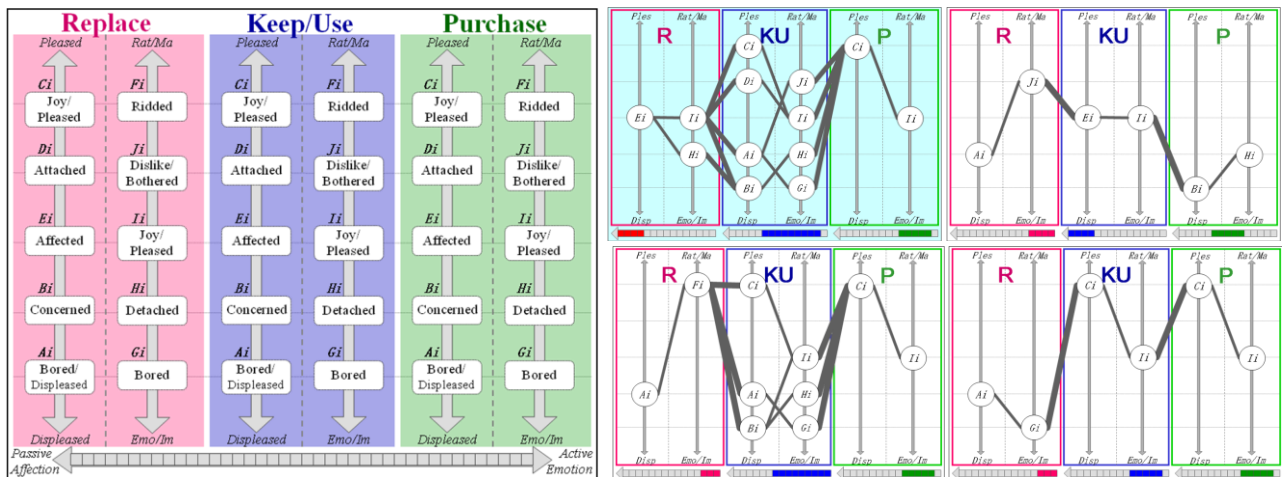 Replace Keep/Use Purchase
Pleased Rat/Ma Pleased Rat/Ma Pleased Rat/Ma
Ci Fi Ci Fi Ci Fi
Joy/ Pleased
Ridded
Joy/ Pleased
Ridded
Joy/ Pleased
Ridded
Di Ji Di Ji Di Ji
Attached
Dislike/ Bothered
Attached
Dislike/ Bothered
Attached
Dislike/ Bothered
Ei Ii Ei Ii Ei Ii
Affected
Joy/ Pleased
Affected
Joy/ Pleased
Affected
Joy/ Pleased
Bi Hi Bi Hi Bi Hi
Concerned Detached Concerned Detached Concerned Detached
Ai Gi Ai Gi Ai Gi
Bored/ Displeased
Bored
Bored/ Displeased
Bored
Bored/ Displeased
Bored
Displeased Emo/Im Displeased Emo/Im Displeased Emo/Im
Passive Affection
Active Emotion
Ples Rat/Ma Ples Rat/Ma Ples Rat/Ma
R KU P
Ci Ci
Di Ji
Ei Ii Ii Ii
Hi Ai Hi
Bi Gi
Disp Emo/Im Disp Emo/Im Disp Emo/Im
Ples Rat/Ma Ples Rat/Ma Ples Rat/Ma
R KU P
Ji
Ei Ii
Ai Hi
Bi
Disp Emo/Im Disp Emo/Im Disp Emo/Im
Ples Rat/Ma Ples Rat/Ma Ples Rat/Ma
R KU P
Fi Ci Ci
Ii Ii
Ai Ai Hi
Bi Gi
Disp Emo/Im Disp Emo/Im Disp Emo/Im
Ples Rat/Ma Ples Rat/Ma Ples Rat/Ma
R KU P
Ci Ci
Ii Ii
Ai
Gi
Disp Emo/Im Disp Emo/Im Disp Emo/Im